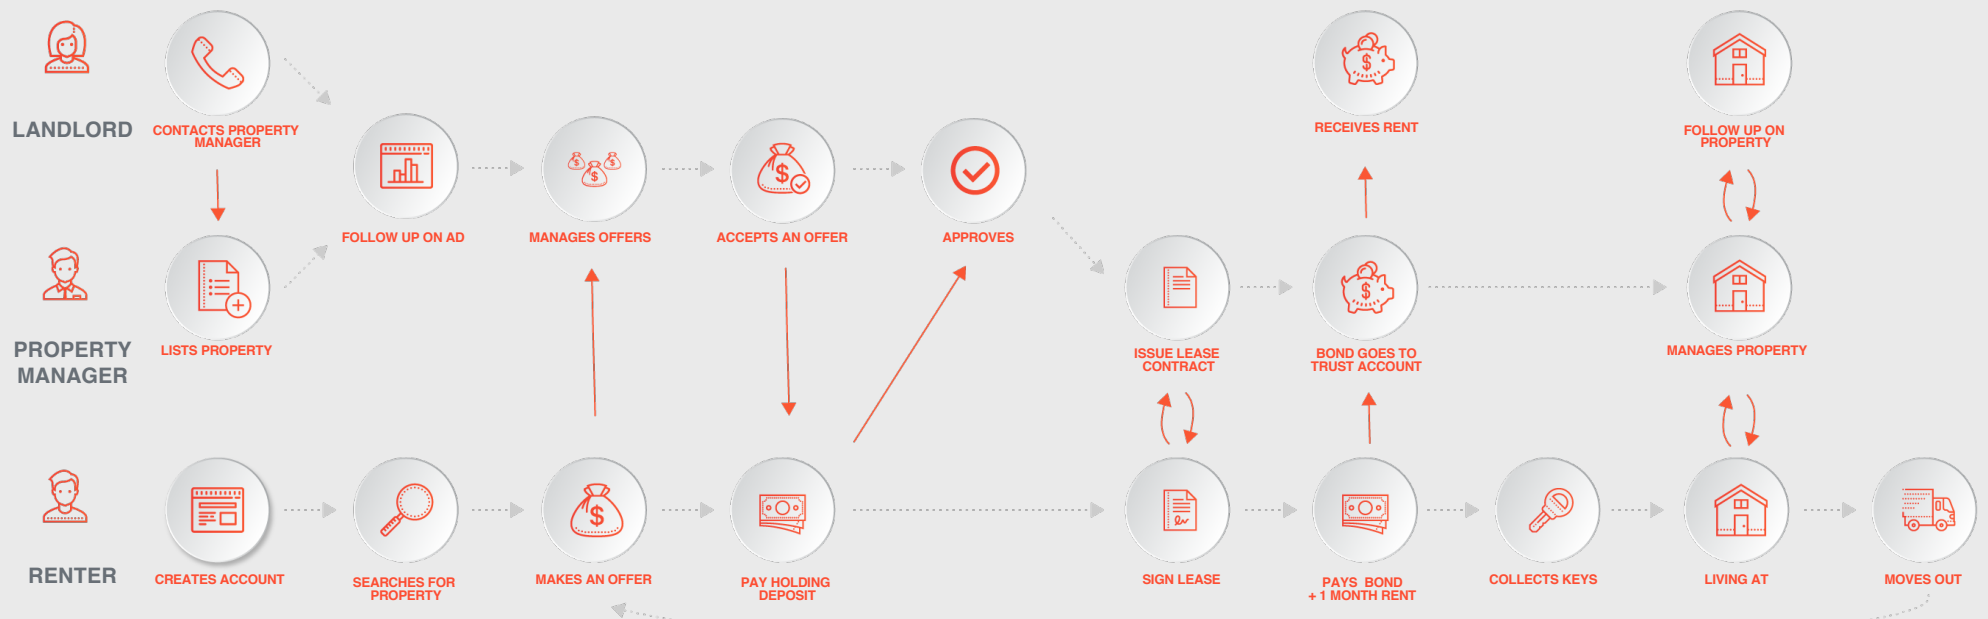 LANDLORD
CONTACTS PROPERTY
MANAGER
RECEIVES RENT
FOLLOW UP ON
PROPERTY
FOLLOW UP ON AD
MANAGES OFFERS
ACCEPTS AN OFFER
APPROVES
PROPERTY
MANAGER
LISTS PROPERTY
ISSUE LEASE
CONTRACT
BOND GOES TO
TRUST ACCOUNT
MANAGES PROPERTY
RENTER
CREATES ACCOUNT
SEARCHES FOR
PROPERTY
MAKES AN OFFER
PAY HOLDING
DEPOSIT
SIGN LEASE
PAYS BOND
+ 1 MONTH RENT
COLLECTS KEYS
LIVING AT
MOVES OUT